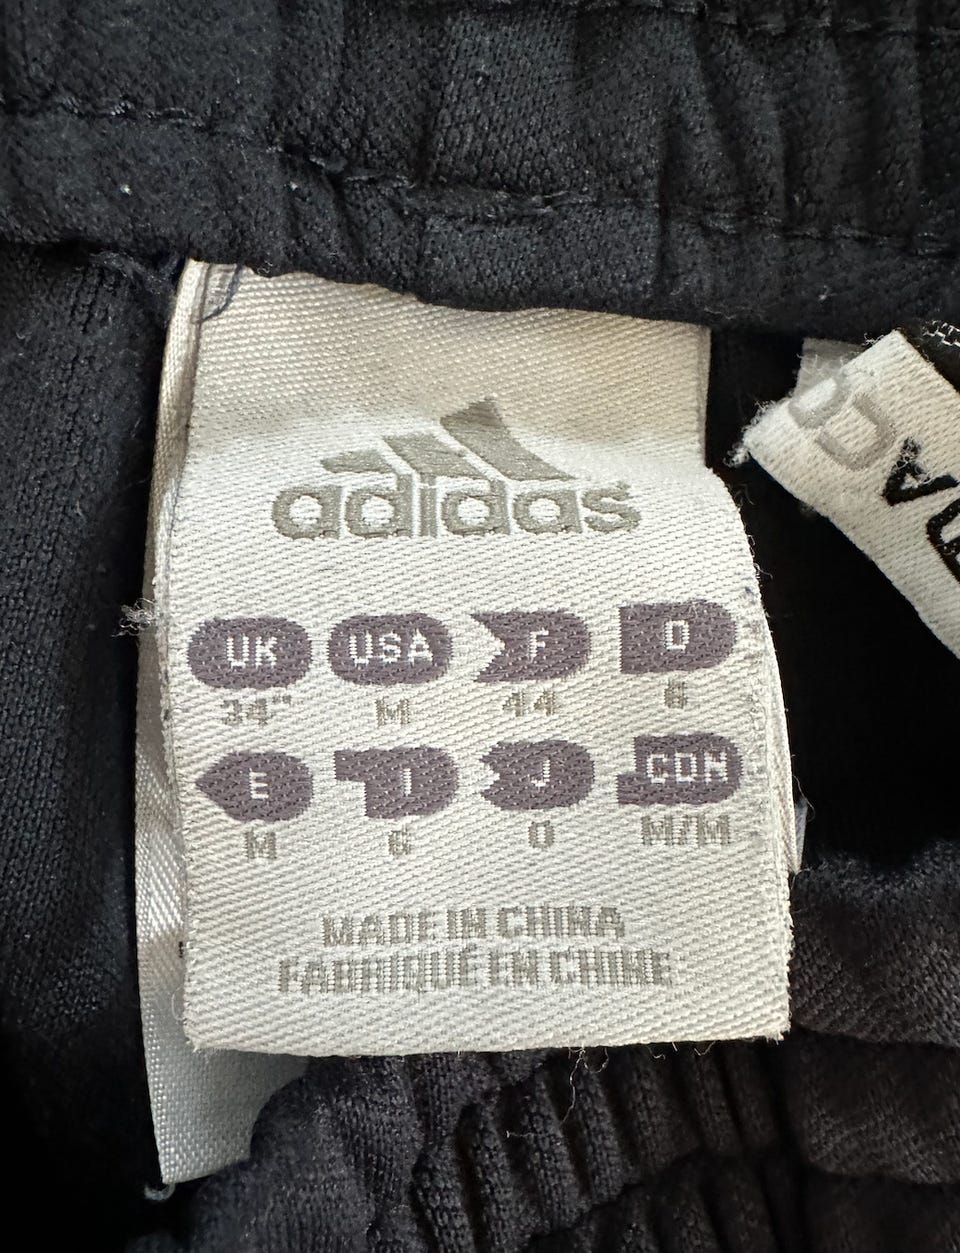 adidas
UK USA F D
34" M 44 6
E I J CDN
M 6 O M/M
MADE IN CHINA
FABRIQUÉ EN CHINE